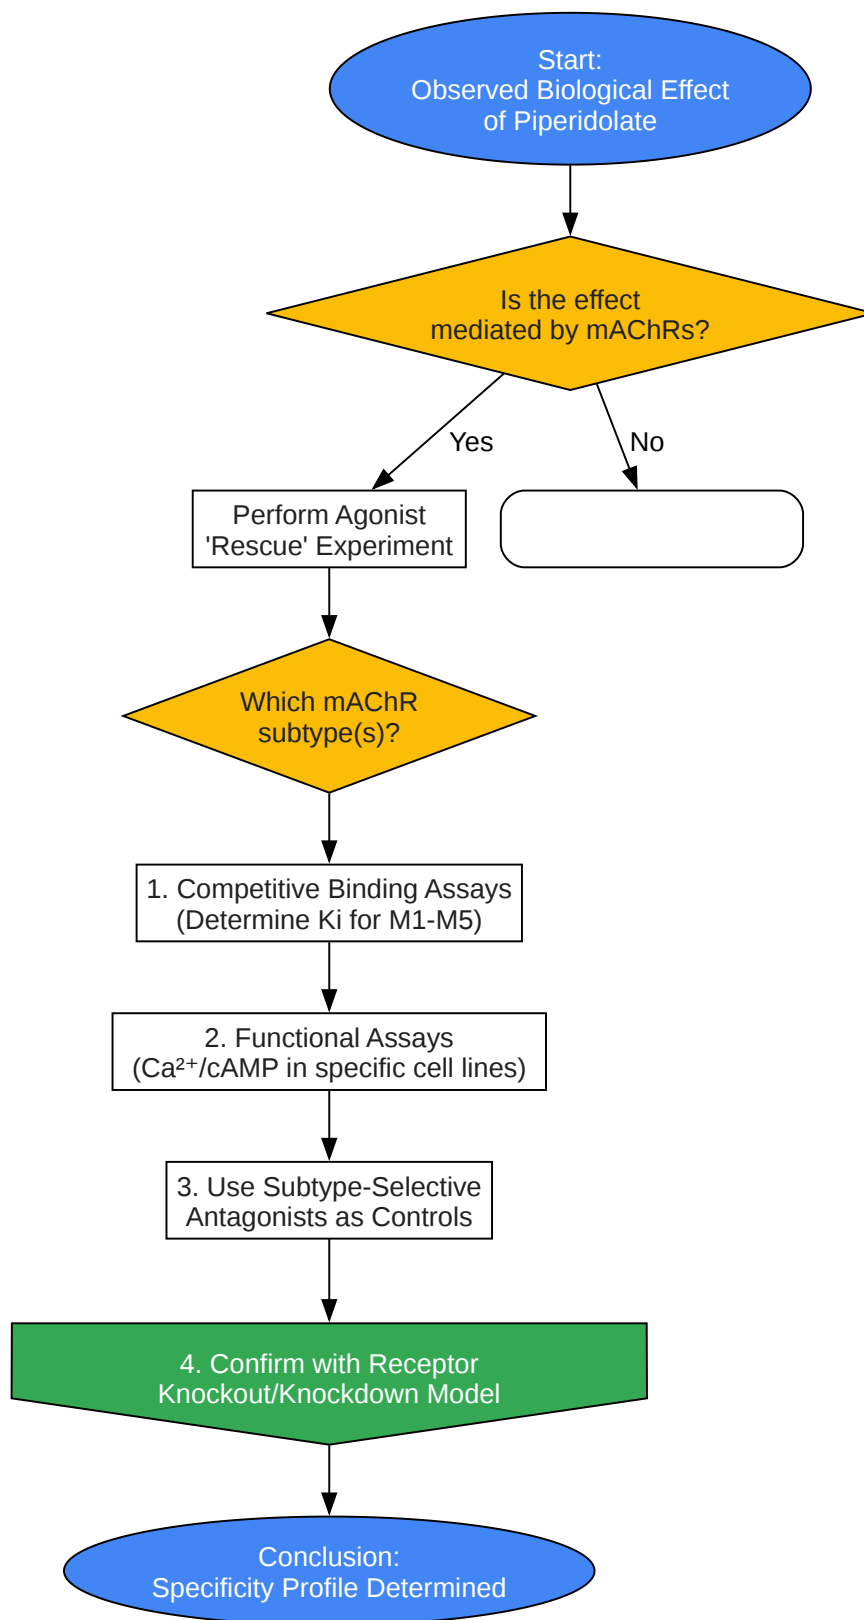 Start:
Observed Biological Effect
of Piperidolate
Is the effect
mediated by mAChRs?
Yes
No
Perform Agonist
'Rescue' Experiment
Which mAChR
subtype(s)?
1. Competitive Binding Assays
(Determine Ki for M1-M5)
2. Functional Assays
(Ca²⁺/cAMP in specific cell lines)
3. Use Subtype-Selective
Antagonists as Controls
4. Confirm with Receptor
Knockout/Knockdown Model
Conclusion:
Specificity Profile Determined